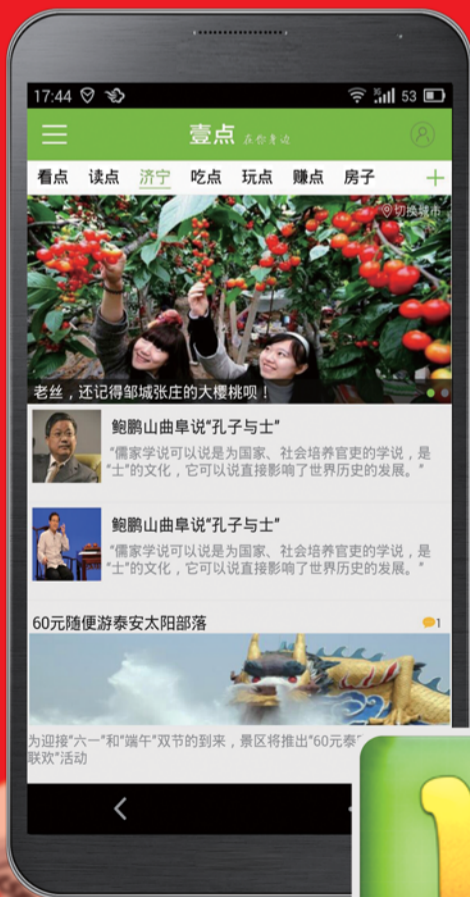 17:44 53
壹点 在你身边
看点 读点 济宁 吃点 玩点 赚点 房子
切换城市
老丝，还记得邹城张庄的大樱桃呗！
鲍鹏山曲阜说“孔子与士”
“儒家学说可以说是为国家、社会培养官吏的学说，是
“士”的文化，它可以说直接影响了世界历史的发展。”
鲍鹏山曲阜说“孔子与士”
“儒家学说可以说是为国家、社会培养官吏的学说，是
“士”的文化，它可以说直接影响了世界历史的发展。”
60元随便游泰安太阳部落 1
为迎接“六一”和“端午”双节的到来，景区将推出“60元泰
联欢”活动